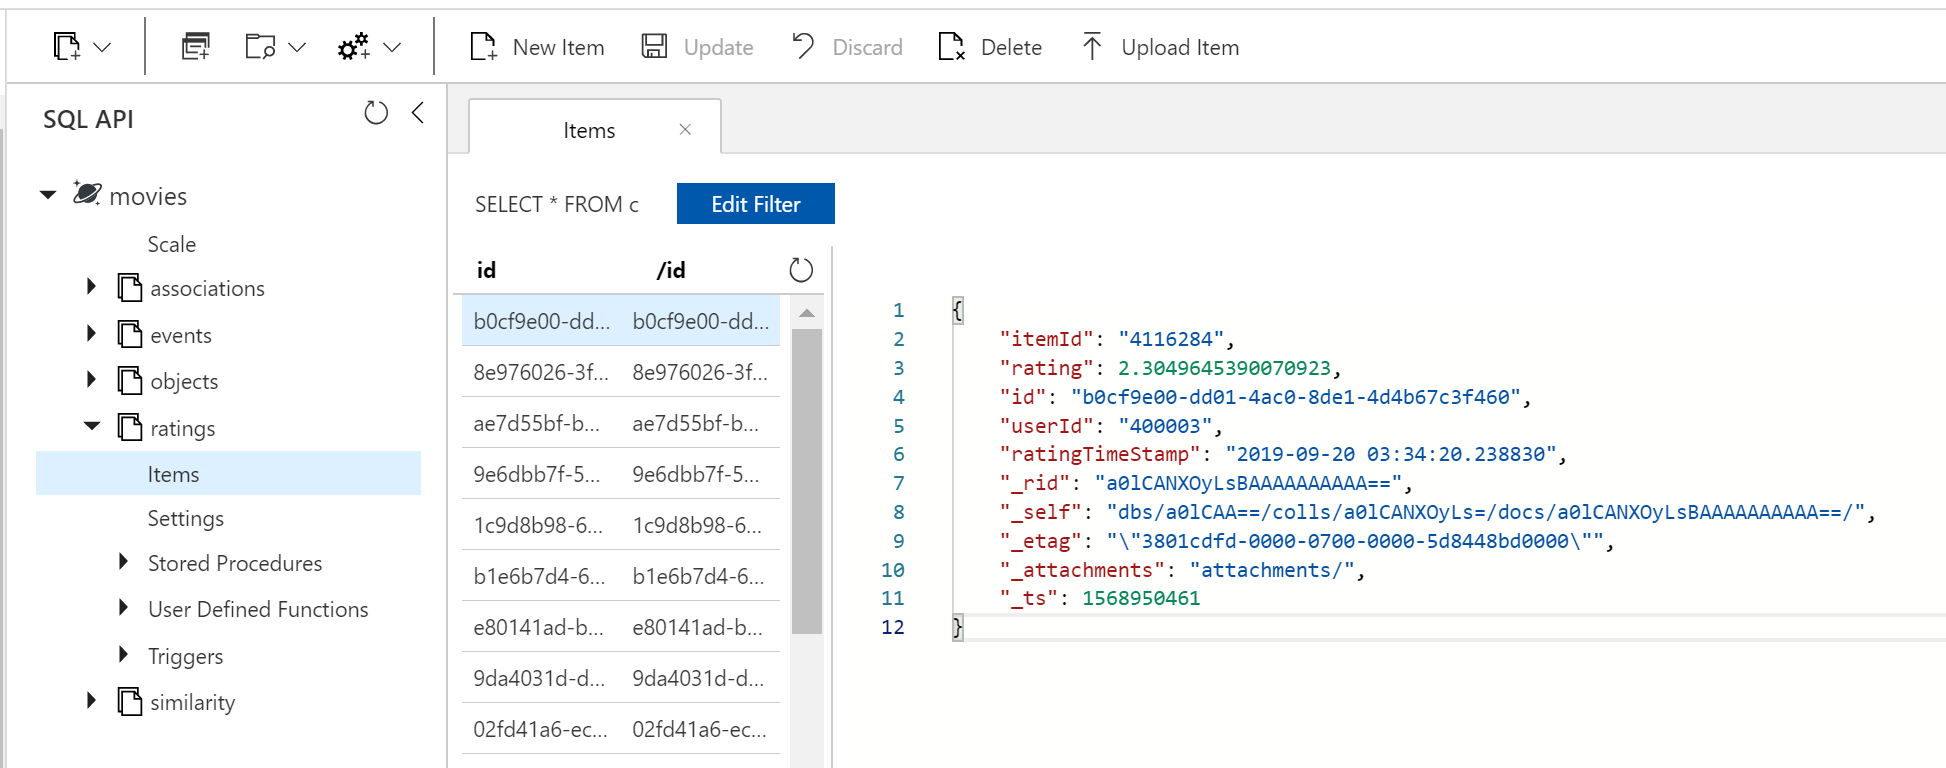 New Item Update Discard Delete Upload Item
SQL API
movies
Scale
associations
events
objects
ratings
Items
Settings
Stored Procedures
User Defined Functions
Triggers
similarity
Items
SELECT * FROM c Edit Filter
id /id
b0cf9e00-dd... b0cf9e00-dd...
8e976026-3f... 8e976026-3f...
ae7d55bf-b... ae7d55bf-b...
9e6dbb7f-5... 9e6dbb7f-5...
1c9d8b98-6... 1c9d8b98-6...
b1e6b7d4-6... b1e6b7d4-6...
e80141ad-b... e80141ad-b...
9da4031d-d... 9da4031d-d...
02fd41a6-ec... 02fd41a6-ec...
1 {
2 "itemId": "4116284",
3 "rating": 2.3049645390070923,
4 "id": "b0cf9e00-dd01-4ac0-8de1-4d4b67c3f460",
5 "userId": "400003",
6 "ratingTimeStamp": "2019-09-20 03:34:20.238830",
7 "_rid": "a0lCANXOyLsBAAAAAAAAAA==",
8 "_self": "dbs/a0lCAA==/colls/a0lCANXOyLs=/docs/a0lCANXOyLsBAAAAAAAAAA==/",
9 "_etag": "\"3801cdfd-0000-0700-0000-5d8448bd0000\"",
10 "_attachments": "attachments/",
11 "_ts": 1568950461
12 }